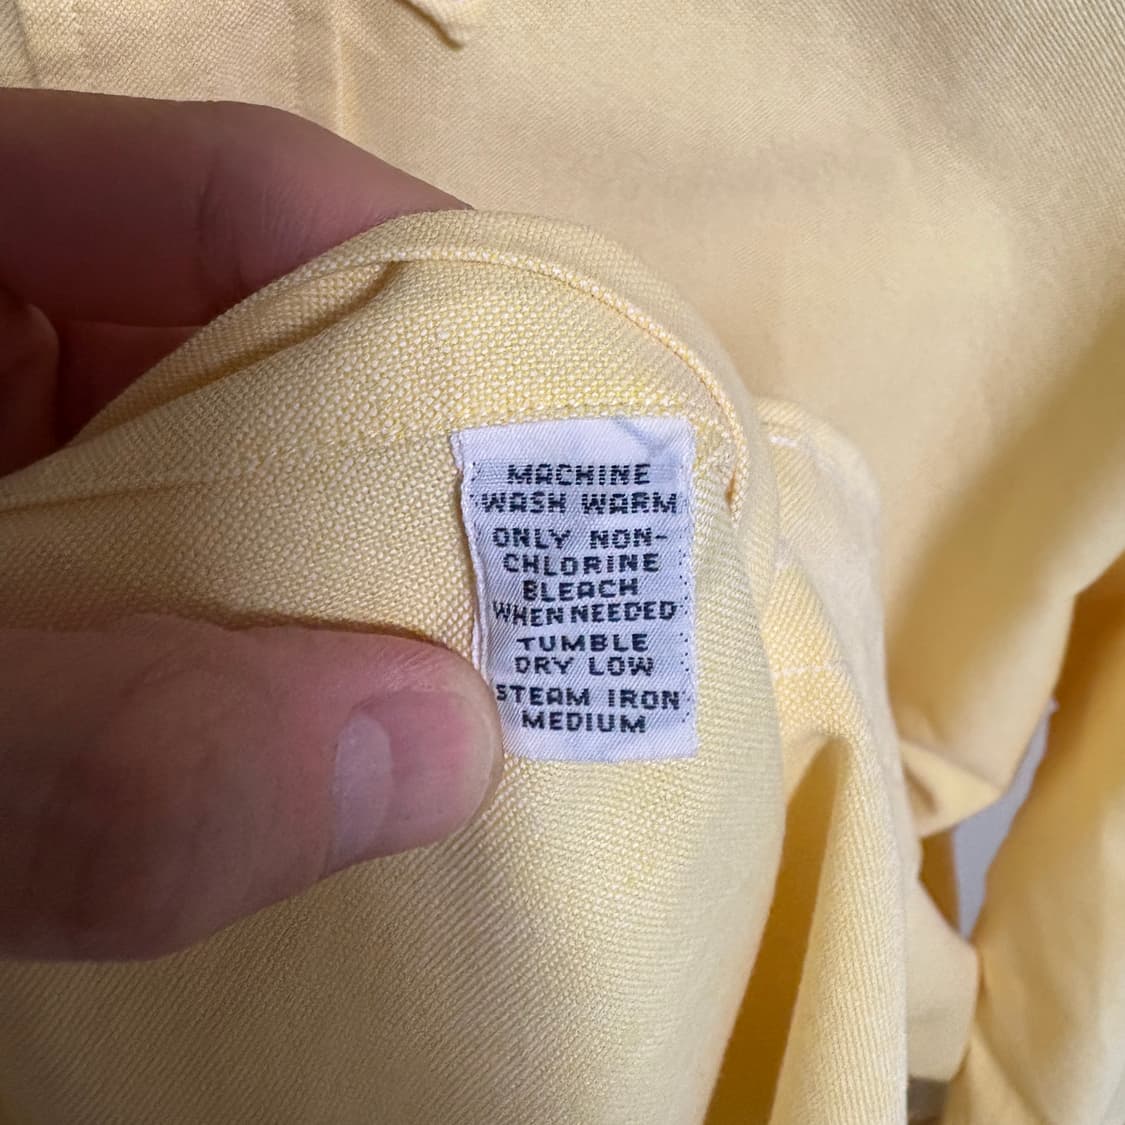 MACHINE
WASH WARM
ONLY NON-
CHLORINE
BLEACH
WHEN NEEDED
TUMBLE
DRY LOW
STEAM IRON
MEDIUM